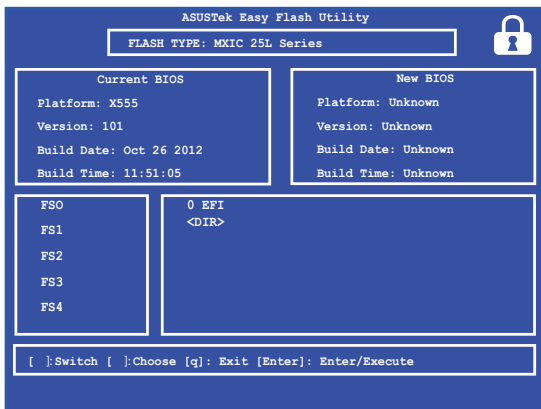 ASUSTek Easy Flash Utility
FLASH TYPE: MXIC 25L Series
Current BIOS
Platform: X555
Version: 101
Build Date: Oct 26 2012
Build Time: 11:51:05
New BIOS
Platform: Unknown
Version: Unknown
Build Date: Unknown
Build Time: Unknown
FSO
FS1
FS2
FS3
FS4
0 EFI
<DIR>
[  ]:Switch [  ]:Choose [q]: Exit [Enter]: Enter/Execute